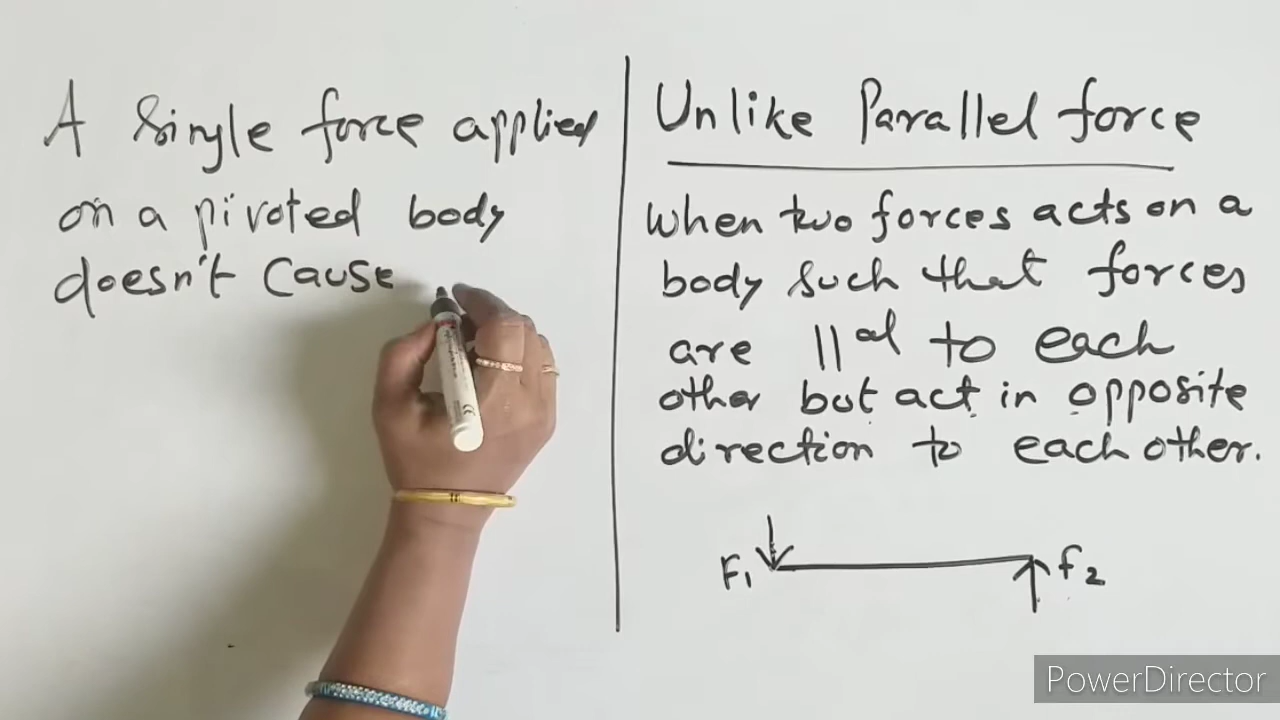 A Single force applied
on a pivoted body
doesn't cause
Unlike Parallel force
when two forces acts on a
body such that forces
are ||al to each
other but act in opposite
direction to each other.
F1
f2
PowerDirector